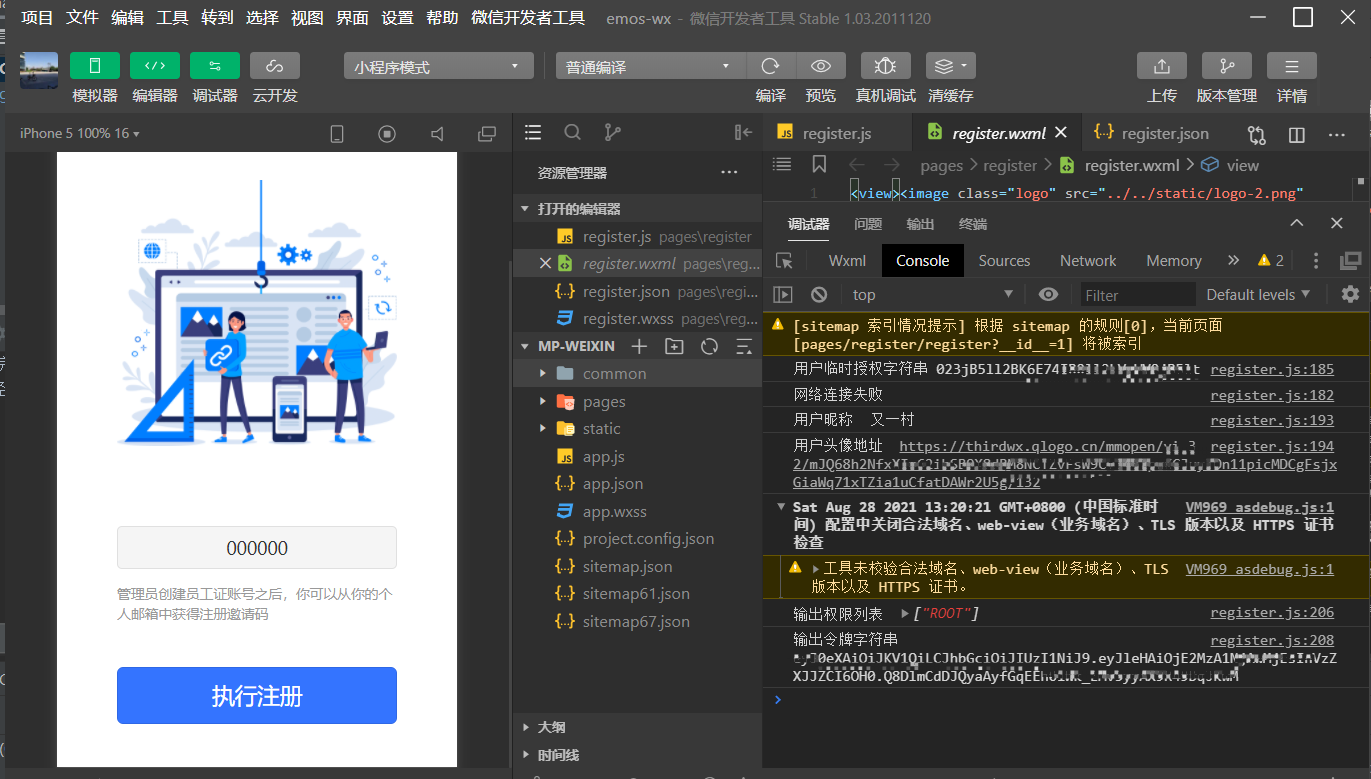 项目 文件 编辑 工具 转到 选择 视图 界面 设置 帮助 微信开发者工具 emos-wx - 微信开发者工具 Stable 1.03.2011120
小程序模式 普通编译
模拟器 编辑器 调试器 云开发 编译 预览 真机调试 清缓存 上传 版本管理 详情
iPhone 5 100% 16
000000
管理员创建员工证账号之后，你可以从你的个
人邮箱中获得注册邀请码
执行注册
资源管理器
打开的编辑器
register.js pages\register
register.wxml pages\reg...
register.json pages\regi...
register.wxss pages\reg...
MP-WEIXIN
common
pages
static
app.js
app.json
app.wxss
project.config.json
sitemap.json
sitemap61.json
sitemap67.json
大纲
时间线
register.js register.wxml register.json
pages > register > register.wxml > view
1 <view><image class="logo" src="../../static/logo-2.png"
调试器 问题 输出 终端
Wxml Console Sources Network Memory 2
top Filter Default levels
[sitemap 索引情况提示] 根据 sitemap 的规则[0]，当前页面
[pages/register/register?__id__=1] 将被索引
用户临时授权字符串 register.js:185
网络连接失败 register.js:182
用户昵称 又一村 register.js:193
用户头像地址 https://thirdwx.qlogo.cn/mmopen/vi_3 register.js:194
GiaWq71xTZia1uCfatDAWr2U5g/132
Sat Aug 28 2021 13:20:21 GMT+0800 (中国标准时 VM969 asdebug.js:1
间) 配置中关闭合法域名、web-view（业务域名）、TLS 版本以及 HTTPS 证书
检查
工具未校验合法域名、web-view（业务域名）、TLS VM969 asdebug.js:1
版本以及 HTTPS 证书。
输出权限列表 ["ROOT"] register.js:206
输出令牌字符串 register.js:208